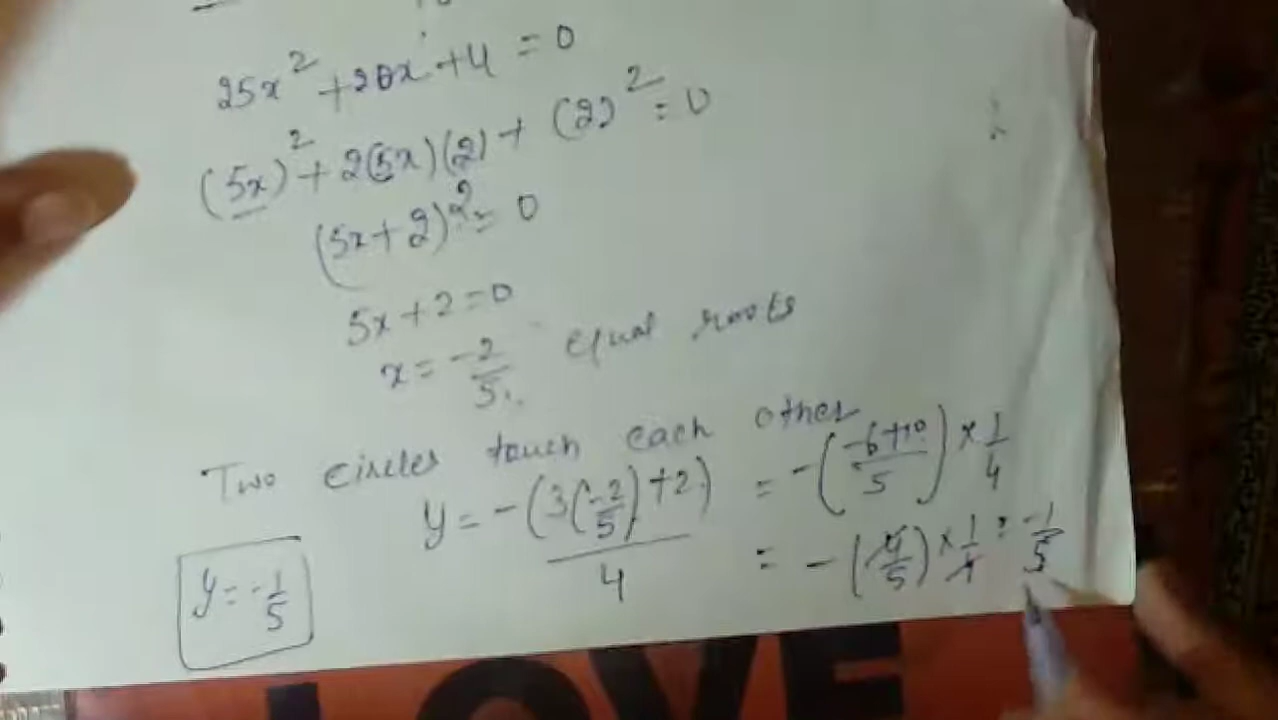 25x² + 20x + 4 = 0
(5x)² + 2(5x)(2) + (2)² = 0
(5x + 2)² = 0
5x + 2 = 0
x = -2/5. equal roots
Two circles touch each other
y = -(3(-2/5) + 2)/4 = -(-6+10/5) × 1/4
= -(4/5) × 1/4 = -1/5
y = -1/5
LOVE